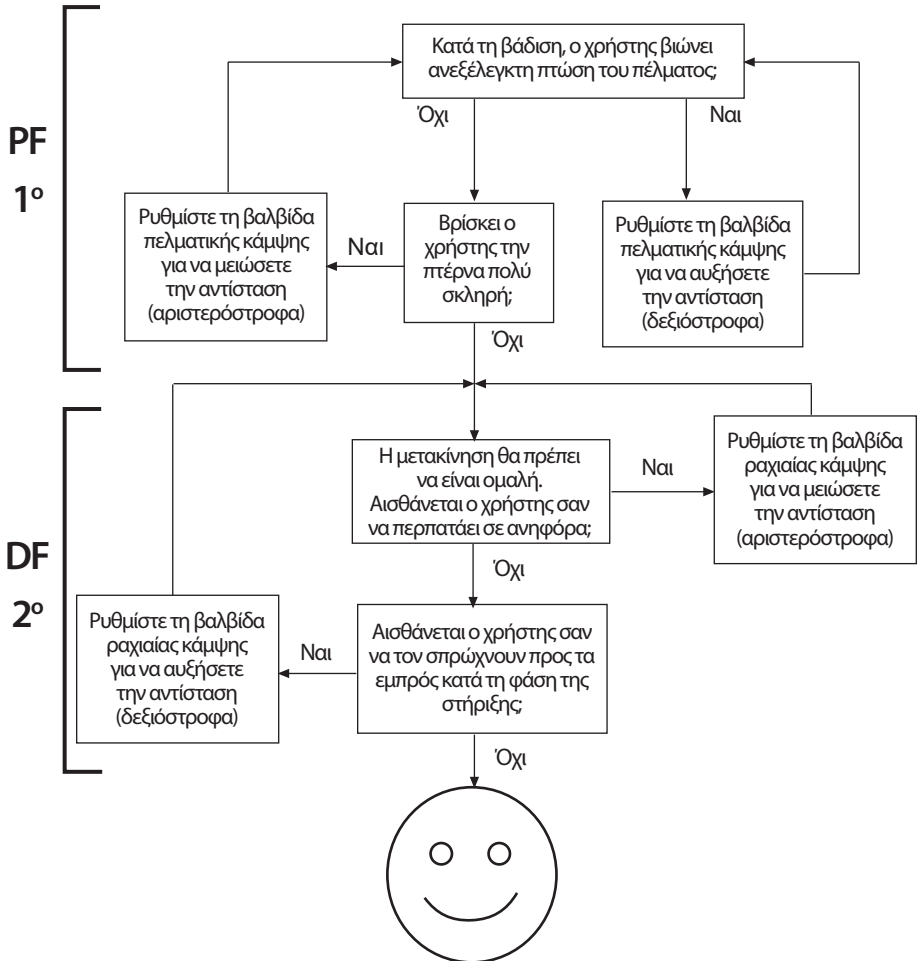 Κατά τη βάδιση, ο χρήστης βιώνει
ανεξέλεγκτη πτώση του πέλματος;
Όχι
Ναι
PF
1º
Ρυθμίστε τη βαλβίδα
πελματικής κάμψης
για να μειώσετε
την αντίσταση
(αριστερόστροφα)
Ναι
Βρίσκει ο
χρήστης την
πτέρνα πολύ
σκληρή;
Ρυθμίστε τη βαλβίδα
πελματικής κάμψης
για να αυξήσετε
την αντίσταση
(δεξιόστροφα)
Όχι
DF
2º
Η μετακίνηση θα πρέπει
να είναι ομαλή.
Αισθάνεται ο χρήστης σαν
να περπατάει σε ανηφόρα;
Ναι
Ρυθμίστε τη βαλβίδα
ραχιαίας κάμψης
για να μειώσετε
την αντίσταση
(αριστερόστροφα)
Όχι
Ρυθμίστε τη βαλβίδα
ραχιαίας κάμψης
για να αυξήσετε
την αντίσταση
(δεξιόστροφα)
Ναι
Αισθάνεται ο χρήστης σαν
να τον σπρώχνουν προς τα
εμπρός κατά τη φάση της
στήριξης;
Όχι